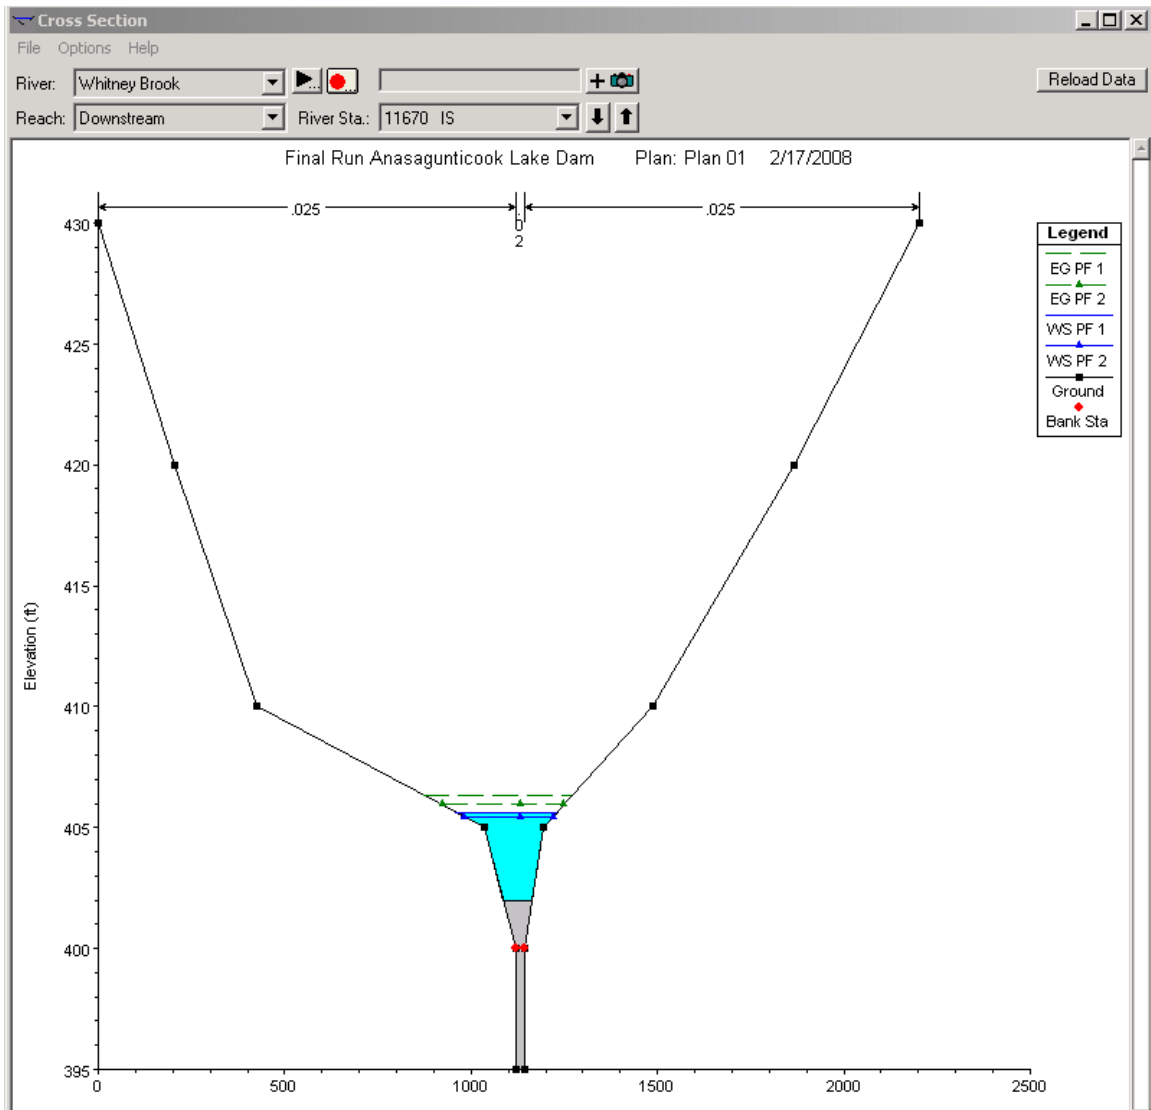 Cross Section
File Options Help
River: Whitney Brook
Reload Data
Reach: Downstream River Sta.: 11670 IS
Final Run Anasagunticook Lake Dam Plan: Plan 01 2/17/2008
.025 .02 .025
Legend
EG PF 1
EG PF 2
WS PF 1
WS PF 2
Ground
Bank Sta
Elevation (ft)
430
425
420
415
410
405
400
395
0 500 1000 1500 2000 2500